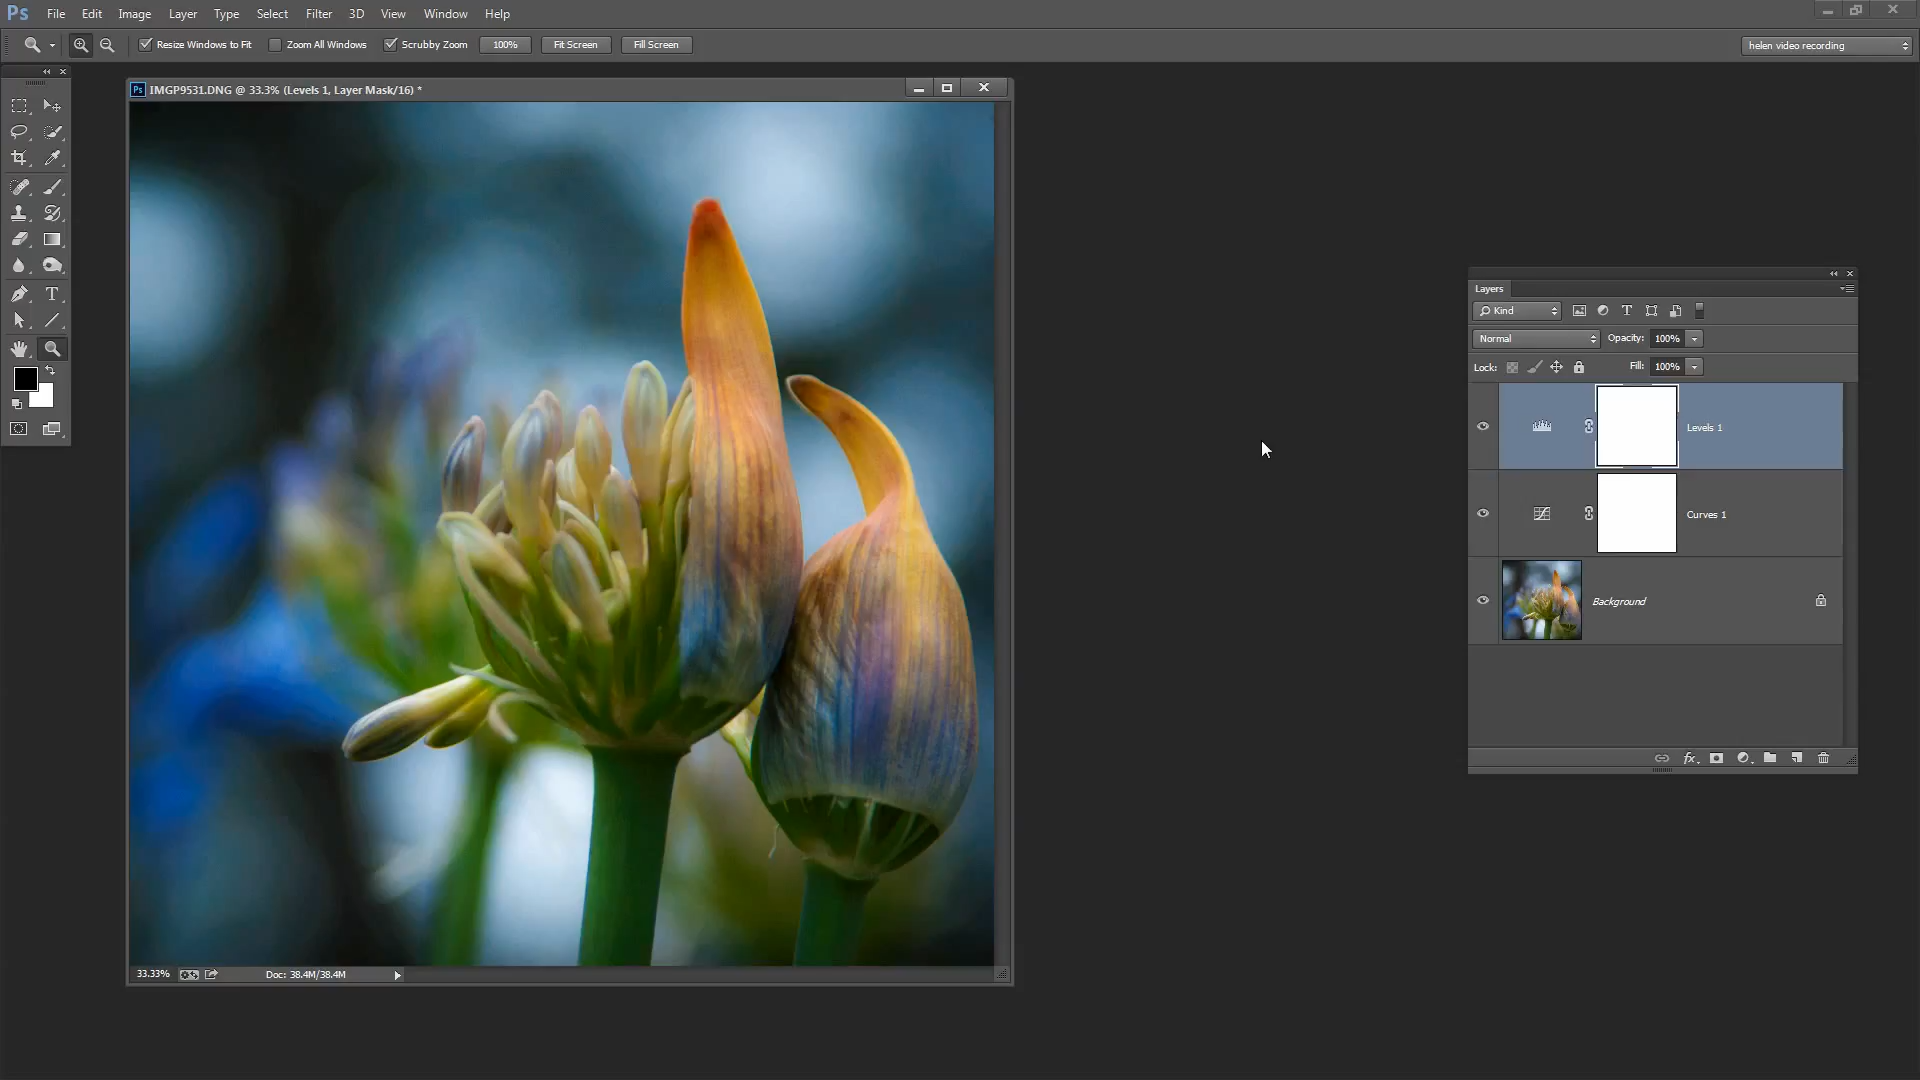 Ps File Edit Image Layer Type Select Filter 3D View Window Help
Resize Windows to Fit Zoom All Windows Scrubby Zoom 100% Fit Screen Fill Screen helen video recording
Ps IMGP9531.DNG @ 33.3% (Levels 1, Layer Mask/16) *
T
Layers
Kind T
Normal Opacity: 100%
Lock: Fill: 100%
Levels 1
Curves 1
Background
fx
33.33% Doc: 38.4M/38.4M